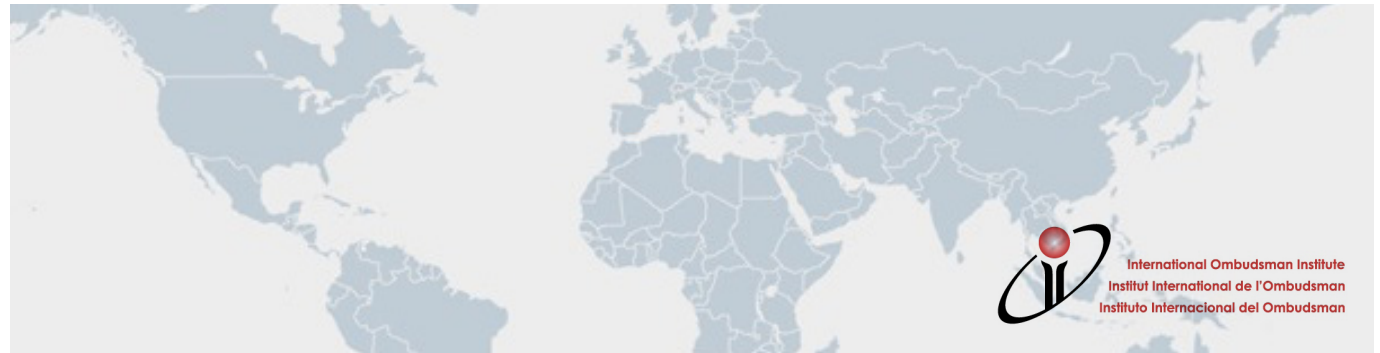 International Ombudsman Institute
Institut International de l'Ombudsman
Instituto Internacional del Ombudsman